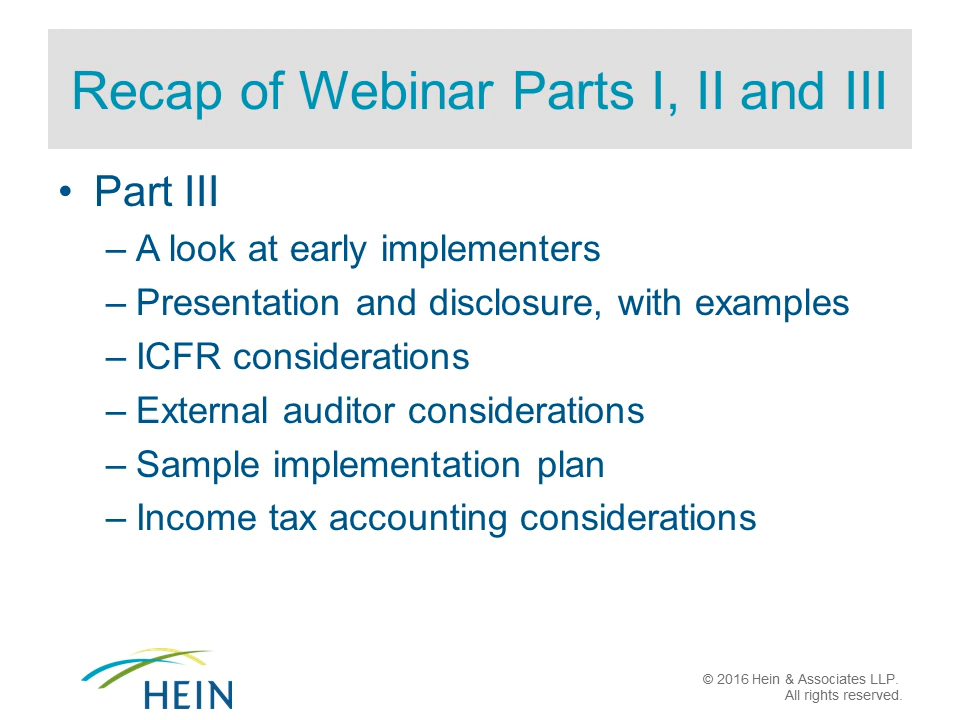 Recap of Webinar Parts I, II and III
• Part III
– A look at early implementers
– Presentation and disclosure, with examples
– ICFR considerations
– External auditor considerations
– Sample implementation plan
– Income tax accounting considerations
HEIN
© 2016 Hein & Associates LLP.
All rights reserved.